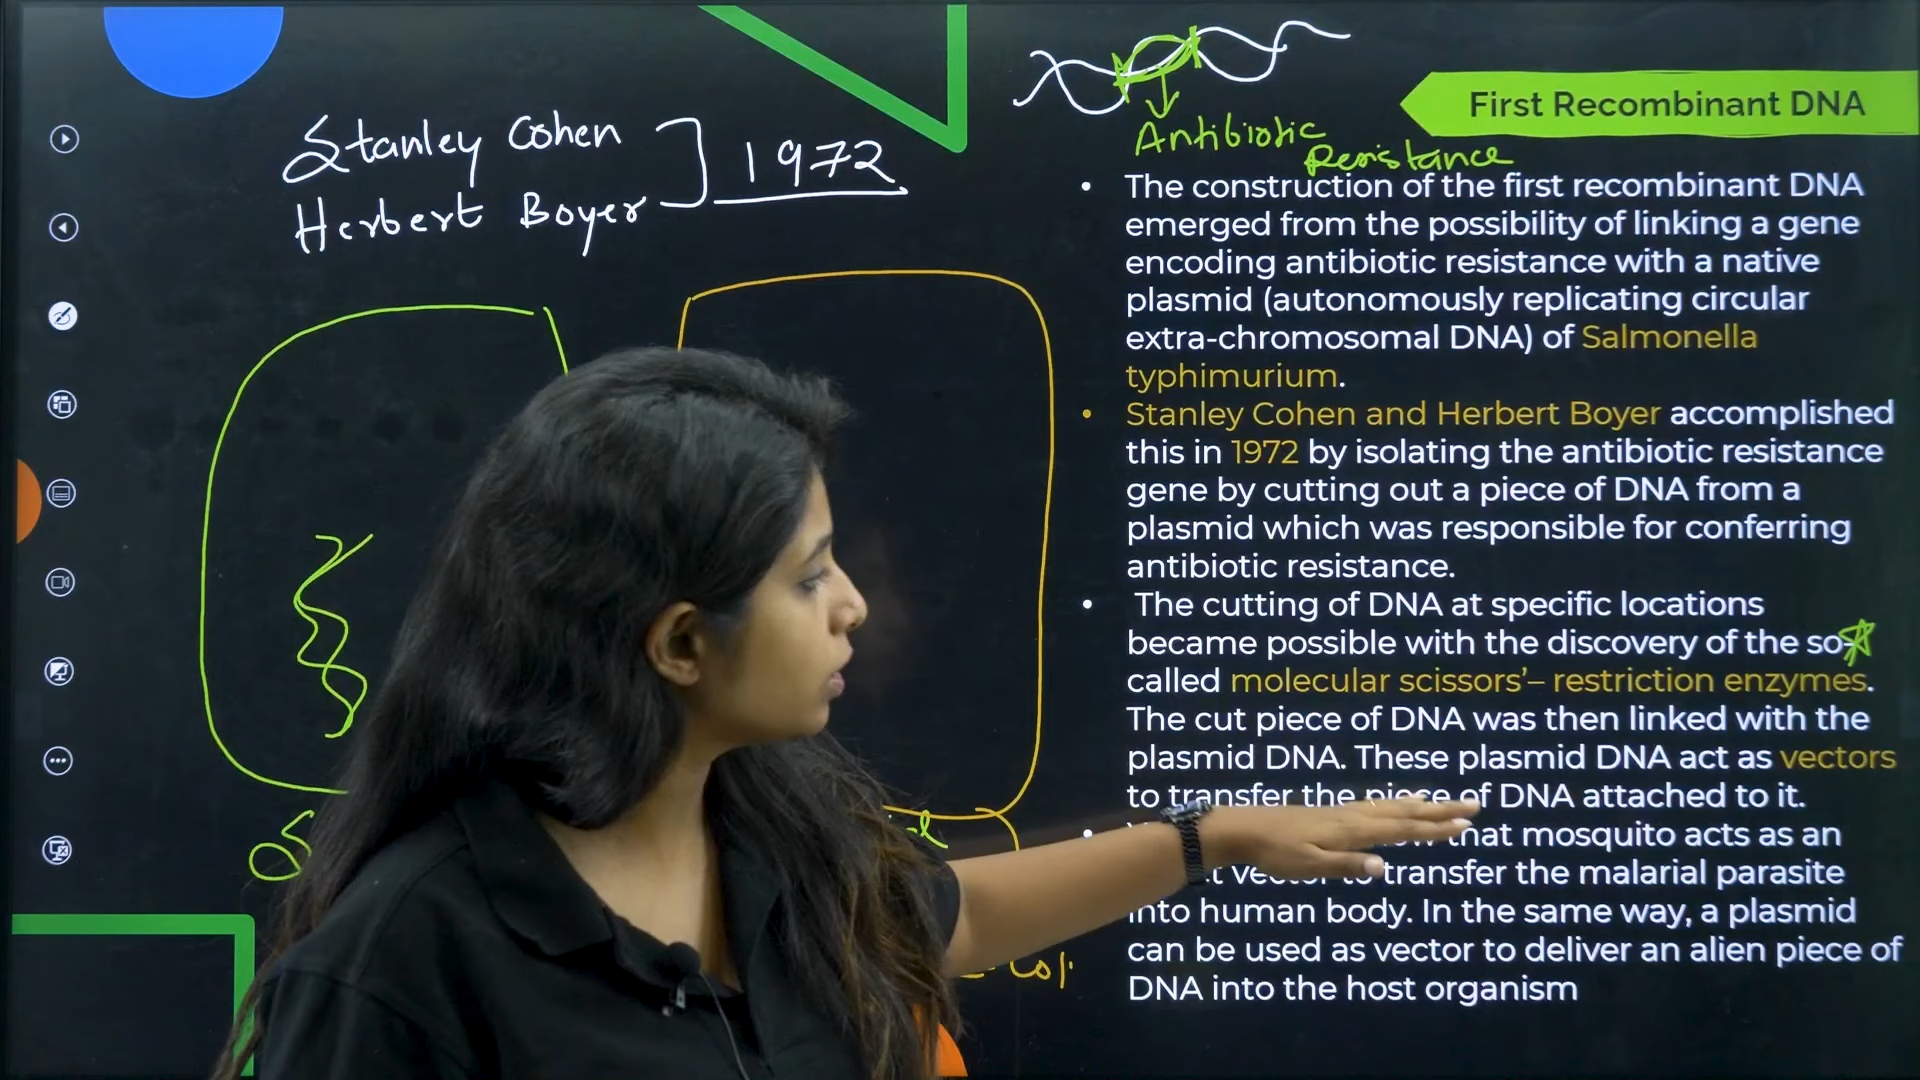 Stanley Cohen
Herbert Boyer
1972
Antibiotic
Resistance
First Recombinant DNA
• The construction of the first recombinant DNA
emerged from the possibility of linking a gene
encoding antibiotic resistance with a native
plasmid (autonomously replicating circular
extra-chromosomal DNA) of Salmonella
typhimurium.
• Stanley Cohen and Herbert Boyer accomplished
this in 1972 by isolating the antibiotic resistance
gene by cutting out a piece of DNA from a
plasmid which was responsible for conferring
antibiotic resistance.
• The cutting of DNA at specific locations
became possible with the discovery of the so-
called molecular scissors’– restriction enzymes.
The cut piece of DNA was then linked with the
plasmid DNA. These plasmid DNA act as vectors
to transfer the piece of DNA attached to it.
• that mosquito acts as an
to transfer the malarial parasite
into human body. In the same way, a plasmid
can be used as vector to deliver an alien piece of
DNA into the host organism